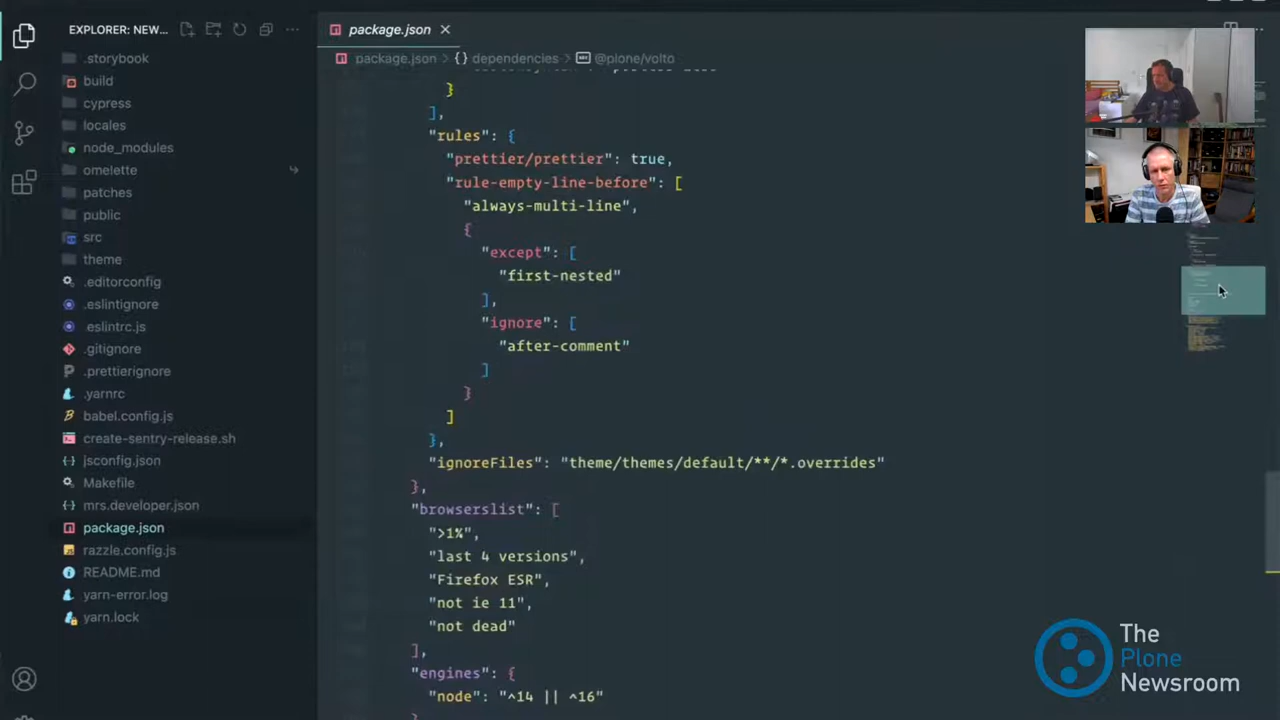 EXPLORER: NEW...
.storybook
build
cypress
locales
node_modules
omelette
patches
public
src
theme
.editorconfig
.eslintignore
.eslintrc.js
.gitignore
.prettierignore
.yarnrc
babel.config.js
create-sentry-release.sh
jsconfig.json
Makefile
mrs.developer.json
package.json
razzle.config.js
README.md
yarn-error.log
yarn.lock
package.json
package.json > {} dependencies > @plone/volto
}
],
"rules": {
"prettier/prettier": true,
"rule-empty-line-before": [
"always-multi-line",
{
"except": [
"first-nested"
],
"ignore": [
"after-comment"
]
}
]
},
"ignoreFiles": "theme/themes/default/**/*.overrides"
},
"browserslist": [
">1%",
"last 4 versions",
"Firefox ESR",
"not ie 11",
"not dead"
],
"engines": {
"node": "^14 || ^16"
The
Plone
Newsroom